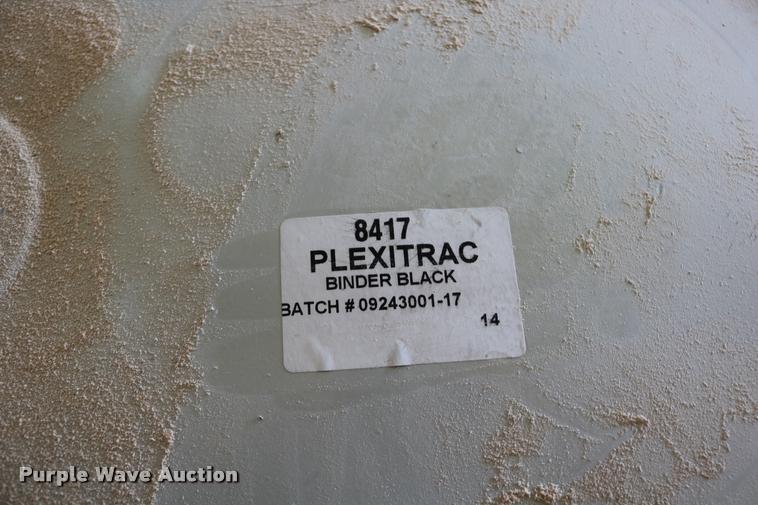 8417
PLEXITRAC
BINDER BLACK
BATCH # 09243001-17
14
Purple Wave Auction